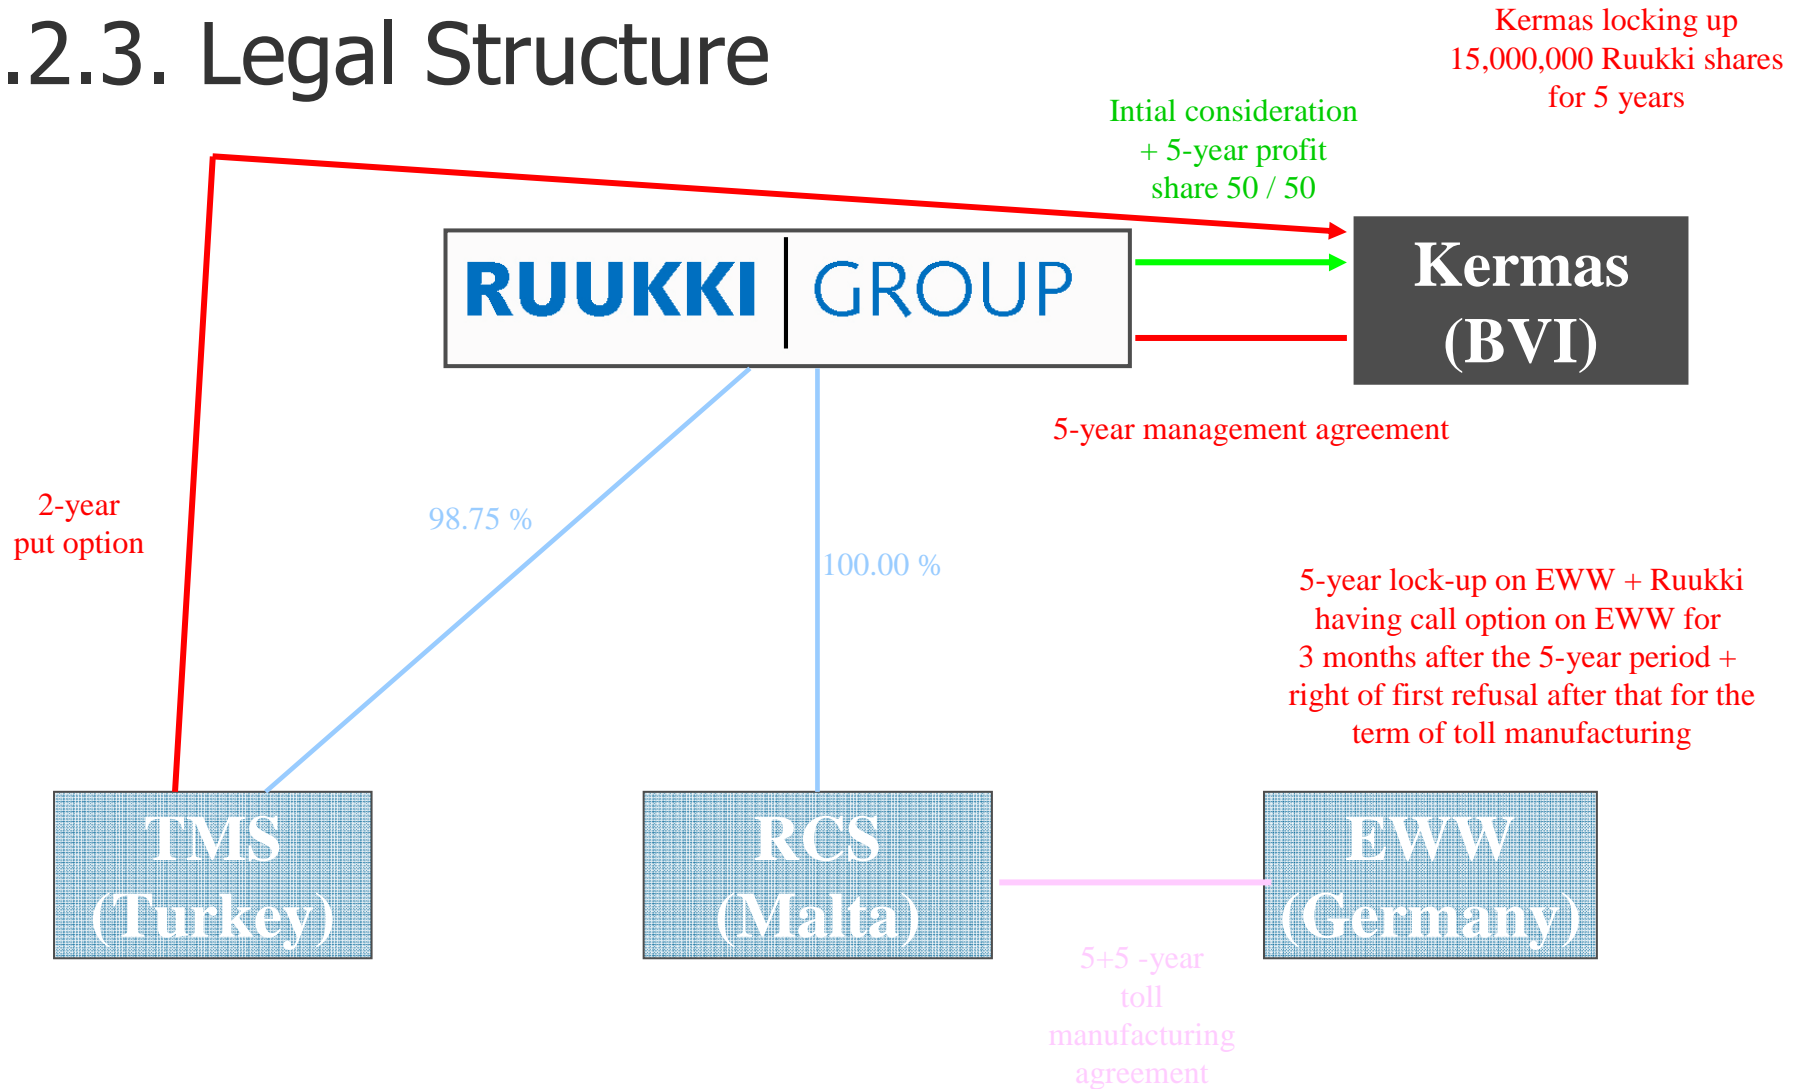 .2.3. Legal Structure
Kermas locking up
15,000,000 Ruukki shares
for 5 years
Intial consideration
+ 5-year profit
share 50 / 50
RUUKKI GROUP
Kermas
(BVI)
5-year management agreement
2-year
put option
98.75 %
100.00 %
5-year lock-up on EWW + Ruukki
having call option on EWW for
3 months after the 5-year period +
right of first refusal after that for the
term of toll manufacturing
TMS
(Turkey)
RCS
(Malta)
EWW
(Germany)
5+5 -year
toll
manufacturing
agreement